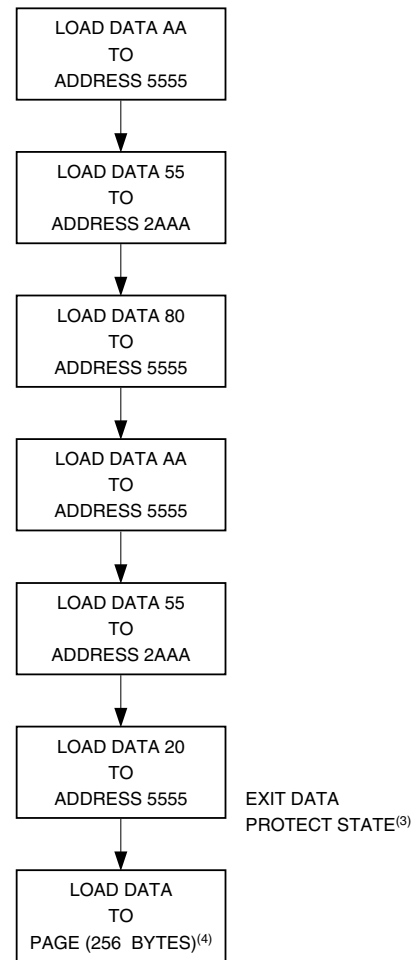 LOAD DATA AA
TO
ADDRESS 5555
LOAD DATA 55
TO
ADDRESS 2AAA
LOAD DATA 80
TO
ADDRESS 5555
LOAD DATA AA
TO
ADDRESS 5555
LOAD DATA 55
TO
ADDRESS 2AAA
LOAD DATA 20
TO
ADDRESS 5555
EXIT DATA
PROTECT STATE(3)
LOAD DATA
TO
PAGE (256 BYTES)(4)